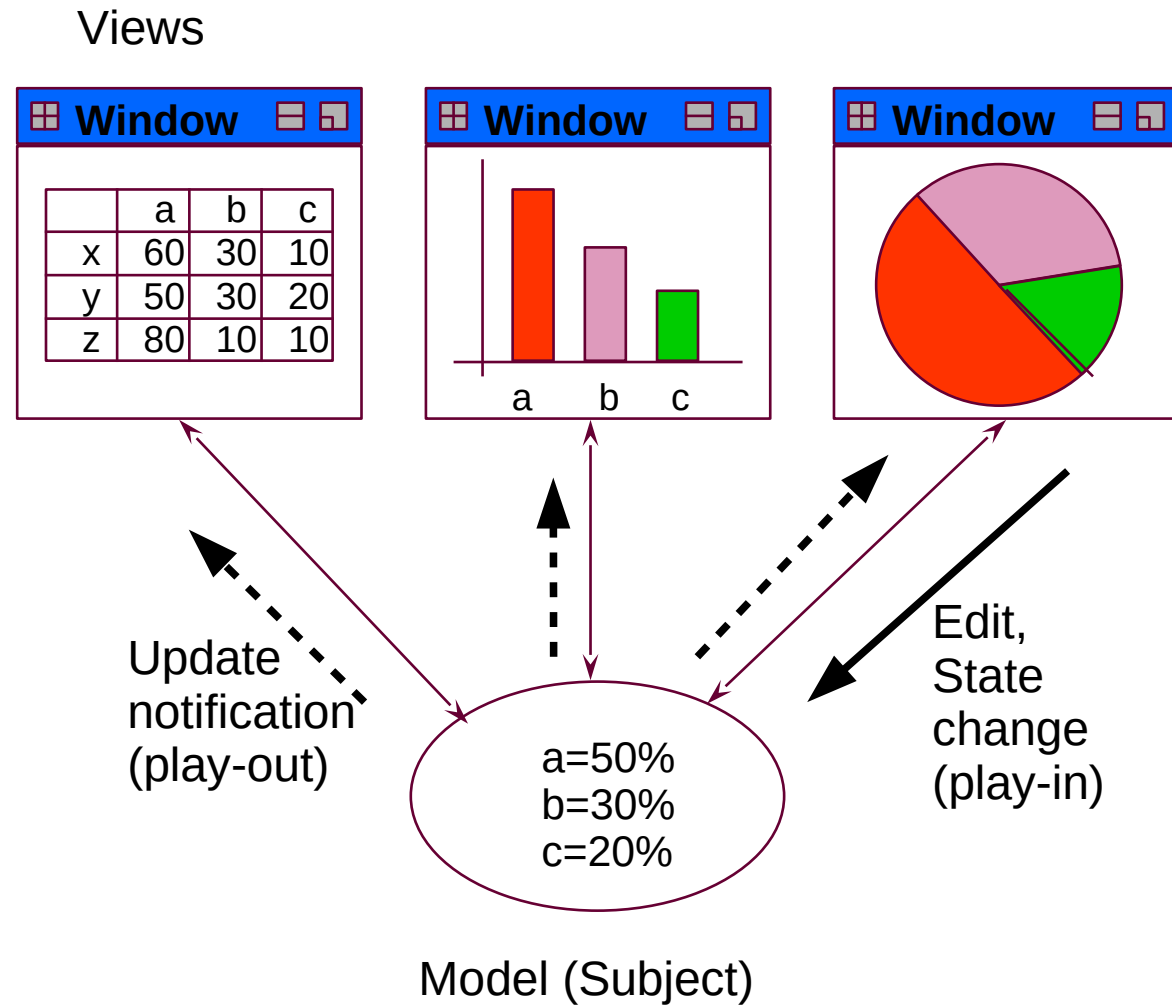 Views
Window
Window
Window
a b c
x 60 30 10
y 50 30 20
z 80 10 10
a b c
Update
notification
(play-out)
Edit,
State
change
(play-in)
a=50%
b=30%
c=20%
Model (Subject)